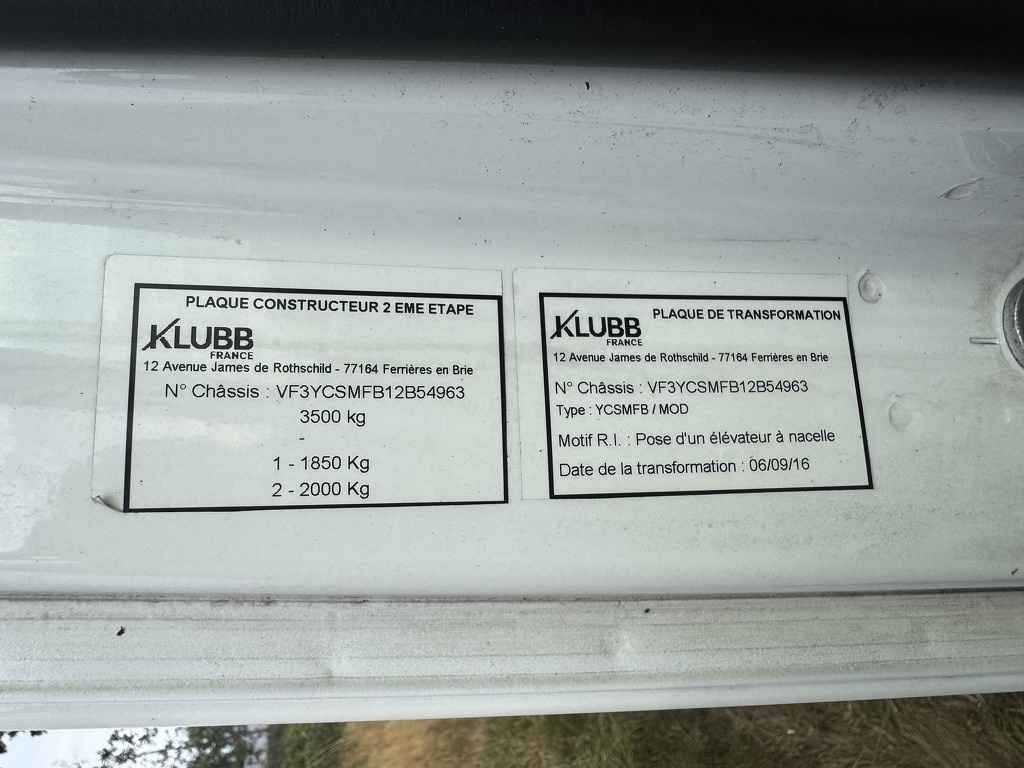 PLAQUE CONSTRUCTEUR 2 EME ETAPE
KLUBB
FRANCE
12 Avenue James de Rothschild - 77164 Ferrières en Brie
N° Châssis : VF3YCSMFB12B54963
3500 kg
-
1 - 1850 Kg
2 - 2000 Kg
KLUBB
FRANCE
PLAQUE DE TRANSFORMATION
12 Avenue James de Rothschild - 77164 Ferrières en Brie
N° Châssis : VF3YCSMFB12B54963
Type : YCSMFB / MOD
Motif R.I. : Pose d'un élévateur à nacelle
Date de la transformation : 06/09/16